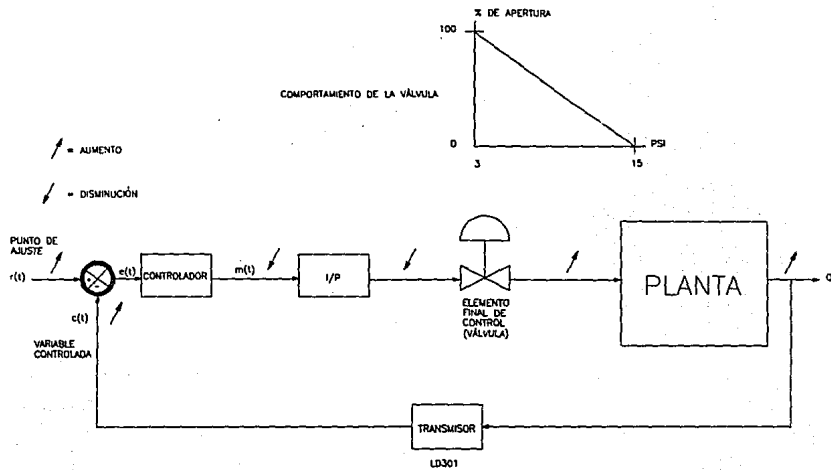 % DE APERTURA
100
COMPORTAMIENTO DE LA VÁLVULA
0
PSI
3
15
= AUMENTO
= DISMINUCIÓN
PUNTO DE
AJUSTE
r(t)
e(t)
CONTROLADOR
m(t)
I/P
ELEMENTO
FINAL DE
CONTROL
(VÁLVULA)
PLANTA
Q
c(t)
VARIABLE
CONTROLADA
TRANSMISOR
LD301